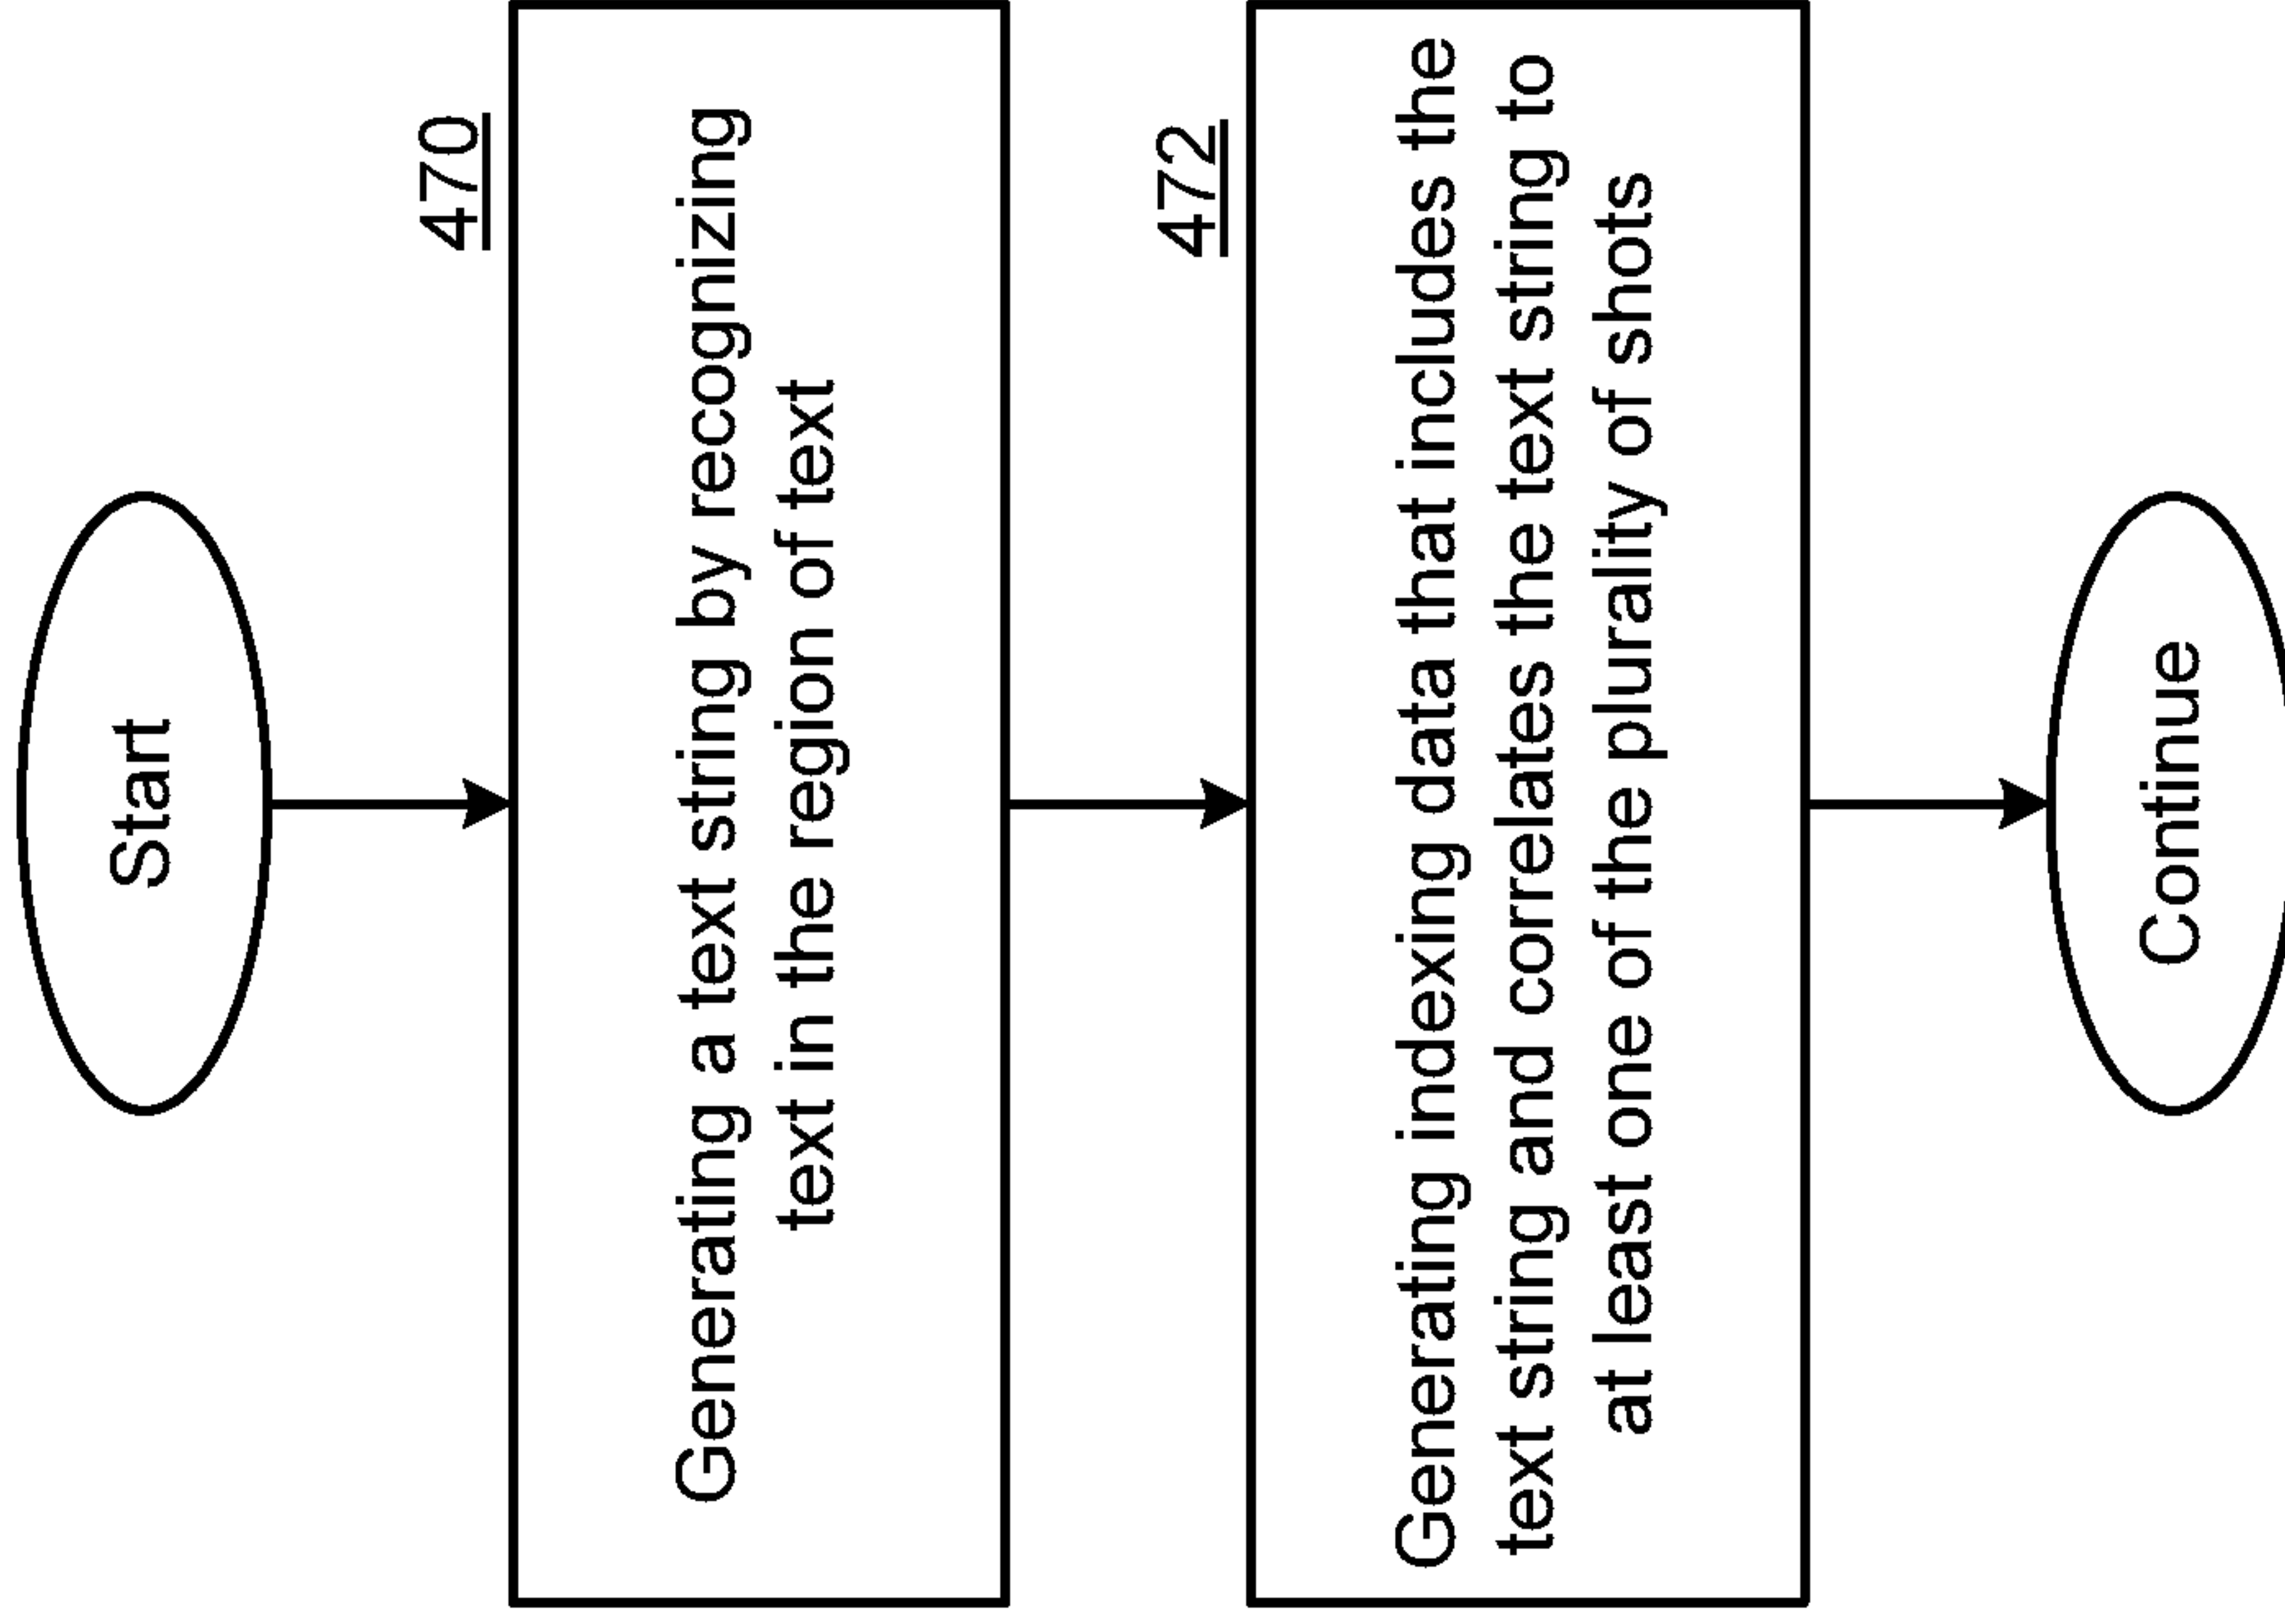 Start
470
Generating a text string by recognizing
text in the region of text
472
Generating indexing data that includes the
text string and correlates the text string to
at least one of the plurality of shots
Continue